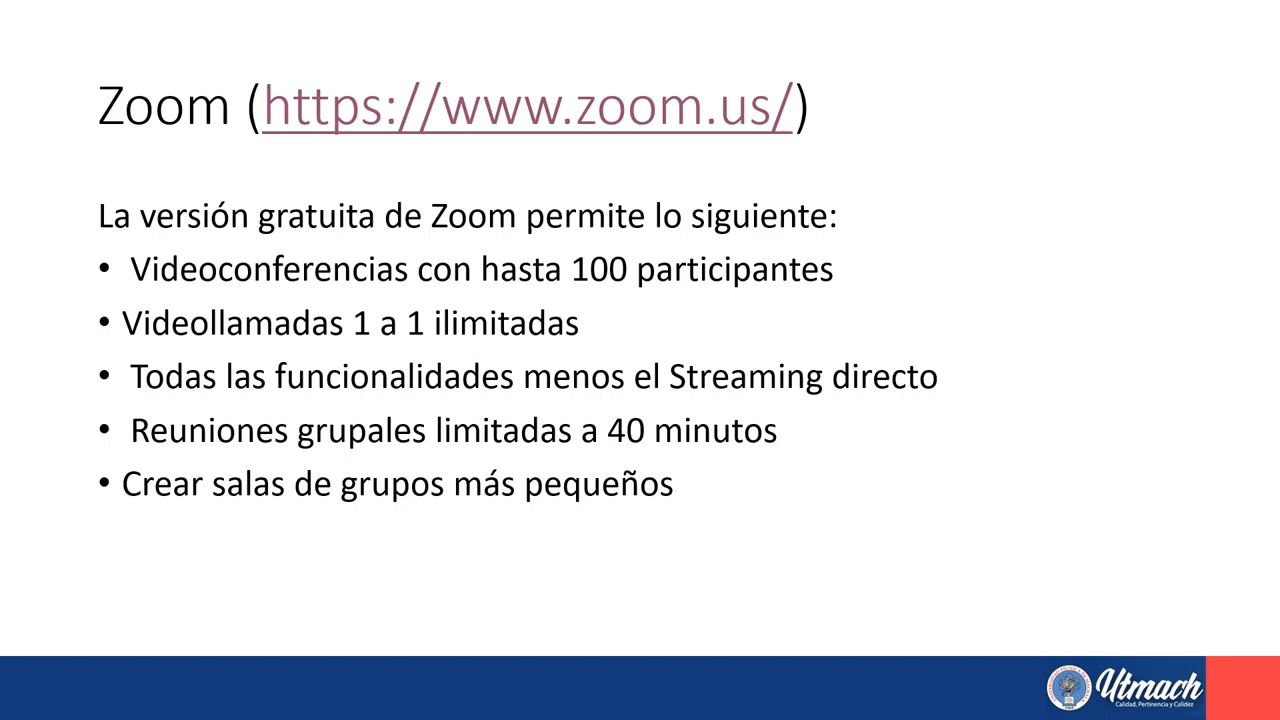 Zoom (https://www.zoom.us/)
La versión gratuita de Zoom permite lo siguiente:
• Videoconferencias con hasta 100 participantes
• Videollamadas 1 a 1 ilimitadas
• Todas las funcionalidades menos el Streaming directo
• Reuniones grupales limitadas a 40 minutos
• Crear salas de grupos más pequeños
Utmach
Calidad, Pertinencia y Calidez